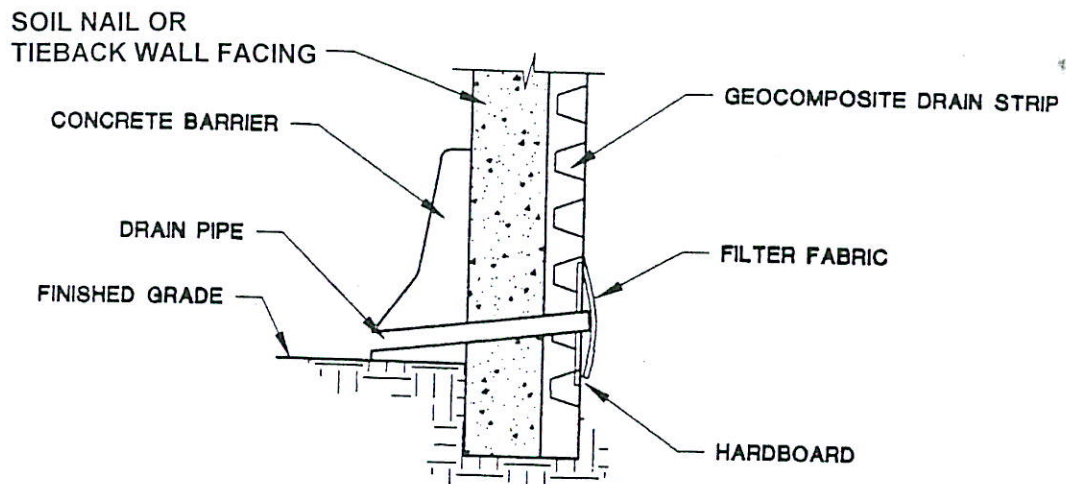 SOIL NAIL OR
TIEBACK WALL FACING
GEOCOMPOSITE DRAIN STRIP
CONCRETE BARRIER
DRAIN PIPE
FILTER FABRIC
FINISHED GRADE
HARDBOARD